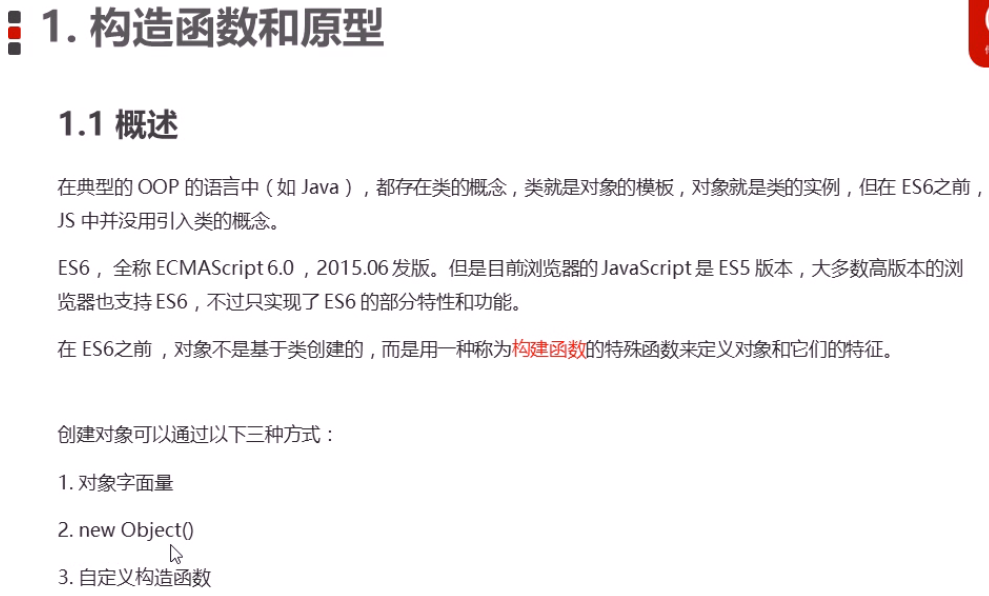 1. 构造函数和原型
1.1 概述
在典型的 OOP 的语言中（如 Java），都存在类的概念，类就是对象的模板，对象就是类的实例，但在 ES6之前，
JS 中并没用引入类的概念。
ES6， 全称 ECMAScript 6.0 ，2015.06 发版。但是目前浏览器的 JavaScript 是 ES5 版本，大多数高版本的浏
览器也支持 ES6，不过只实现了 ES6 的部分特性和功能。
在 ES6之前 ，对象不是基于类创建的，而是用一种称为构建函数的特殊函数来定义对象和它们的特征。
创建对象可以通过以下三种方式：
1. 对象字面量
2. new Object()
3. 自定义构造函数